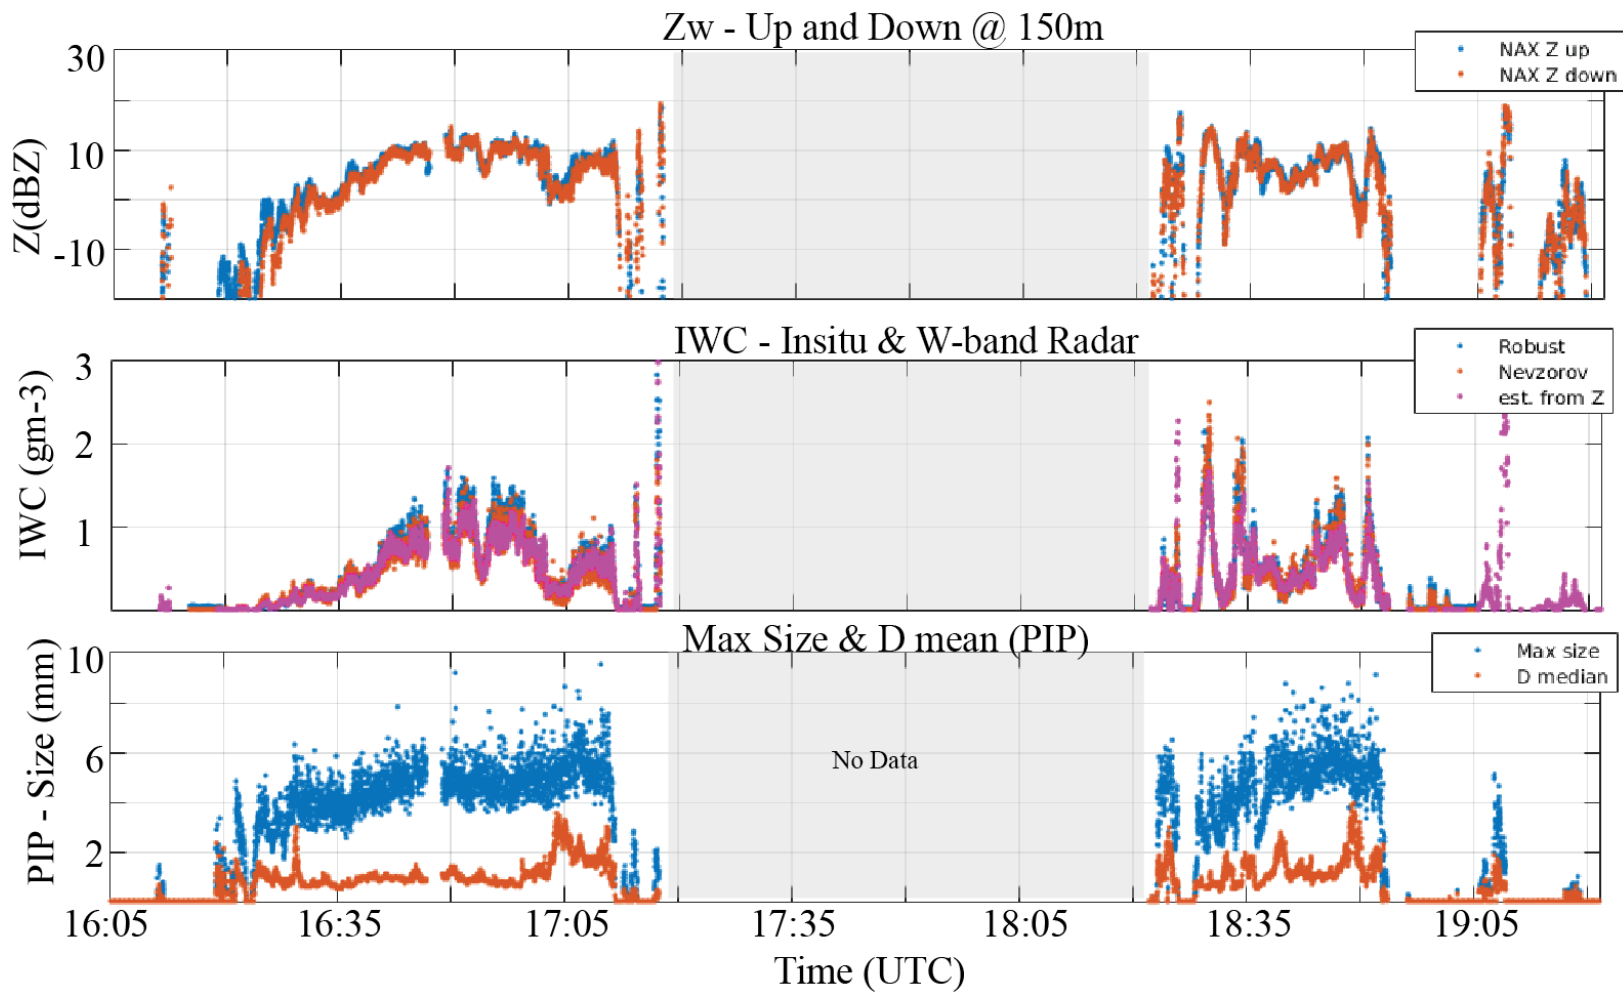 Zw - Up and Down @ 150m
NAX Z up
NAX Z down
30
10
-10
Z(dBZ)
IWC - Insitu & W-band Radar
Robust
Nevzorov
est. from Z
3
2
1
IWC (gm-3)
Max Size & D mean (PIP)
Max size
D median
10
6
2
PIP - Size (mm)
No Data
16:05 16:35 17:05 17:35 18:05 18:35 19:05
Time (UTC)